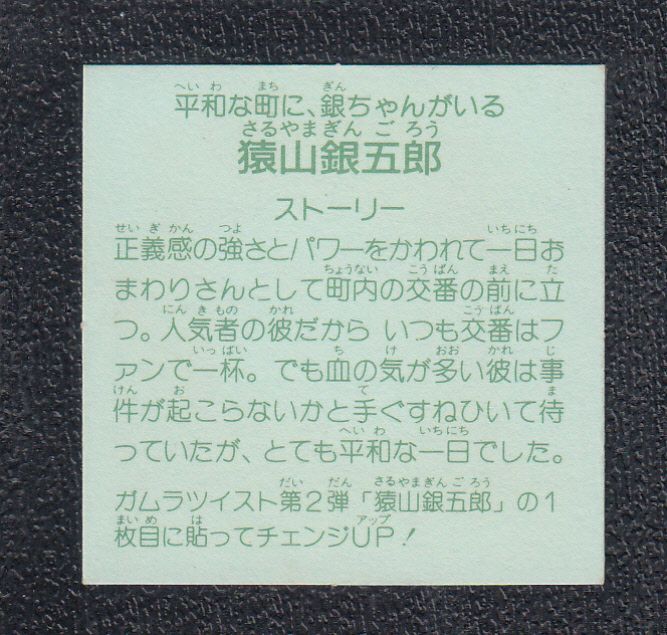 へいわ まち ぎん
平和な町に、銀ちゃんがいる
さるやまぎんごろう
猿山銀五郎
ストーリー
せいぎかん つよ いちにち
正義感の強さとパワーをかわれて一日お
ちょうない こうばん まえ た
まわりさんとして町内の交番の前に立
にんきもの かれ こうばん
つ。人気者の彼だから いつも交番はフ
いっぱい ち け おお かれ じ
ァンで一杯。でも血の気が多い彼は事
けん お て ま
件が起こらないかと手ぐすねひいて待
へいわ いちにち
っていたが、とても平和な一日でした。
だい だん さるやまぎんごろう
ガムラツイスト第2弾「猿山銀五郎」の1
まいめ は アップ
枚目に貼ってチェンジUP!